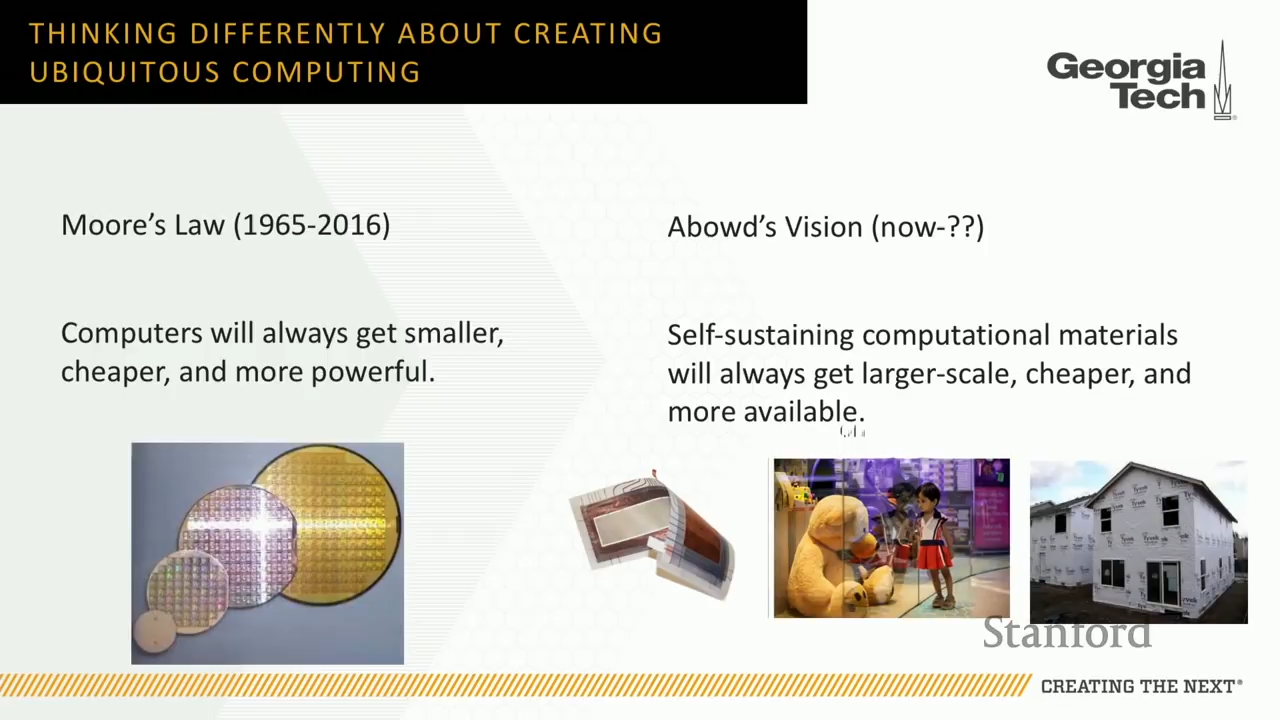 THINKING DIFFERENTLY ABOUT CREATING
UBIQUITOUS COMPUTING
Georgia
Tech
Moore’s Law (1965-2016)
Computers will always get smaller,
cheaper, and more powerful.
Abowd’s Vision (now-??)
Self-sustaining computational materials
will always get larger-scale, cheaper, and
more available.
Tyvek
Stanford
CREATING THE NEXT®